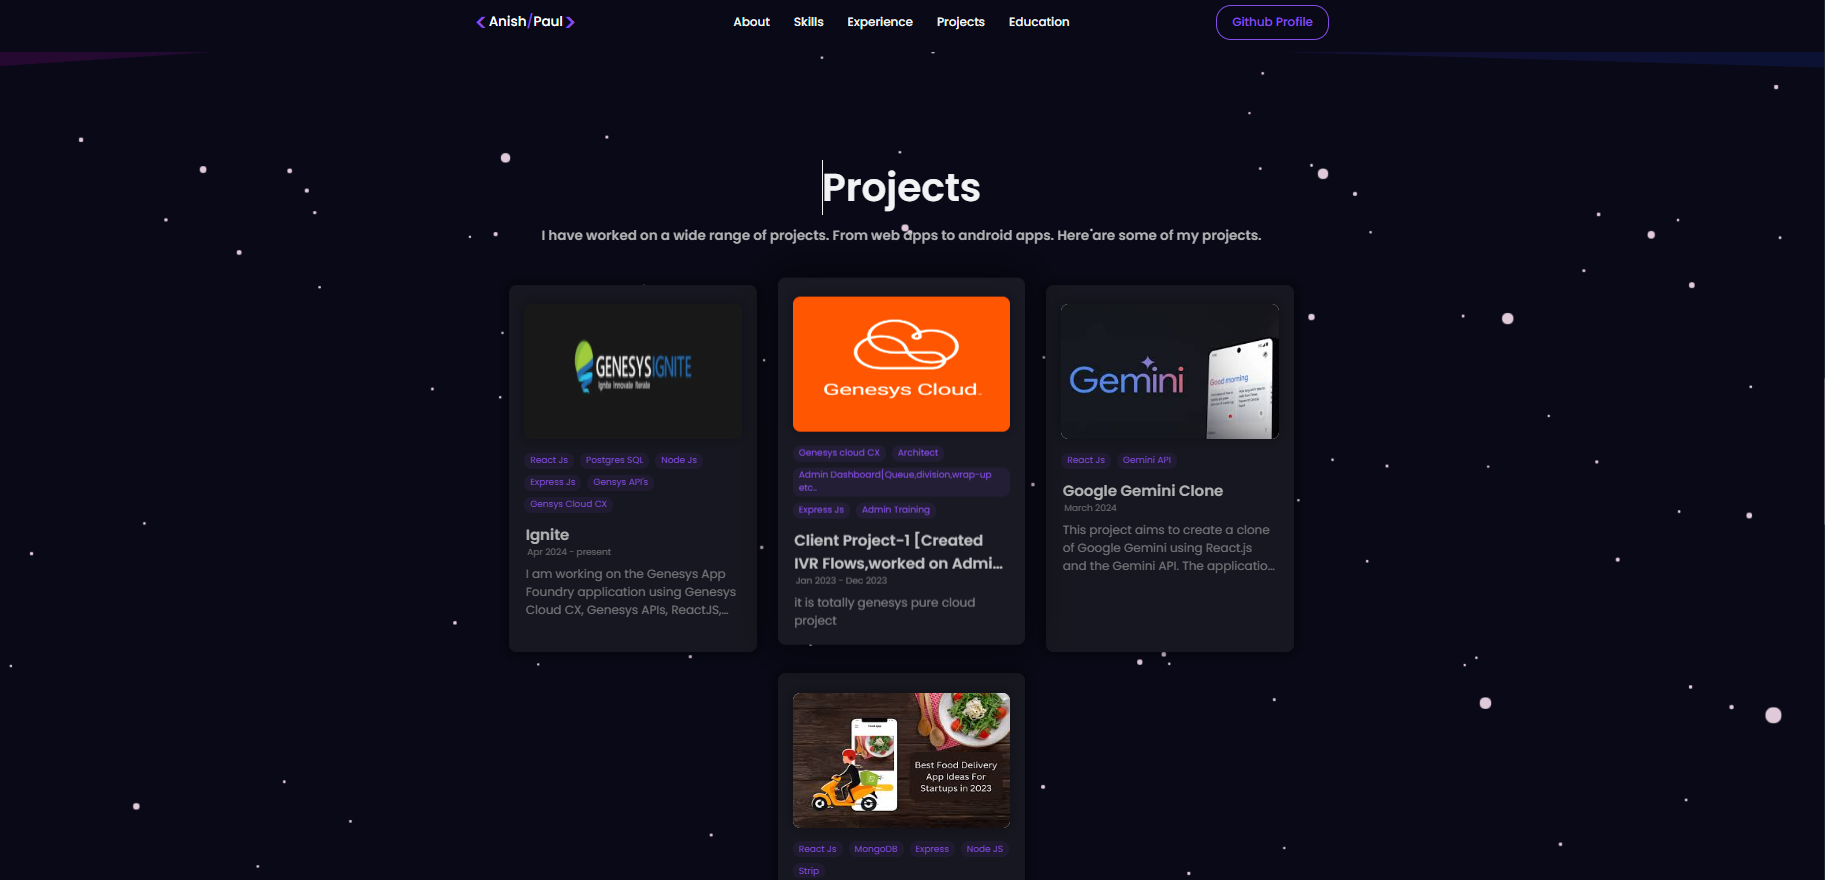 Anish/Paul
About
Skills
Experience
Projects
Education
Github Profile
Projects
I have worked on a wide range of projects. From web apps to android apps. Here are some of my projects.
GENESYSIGNITE
Ignite Innovate Iterate
React Js
Postgres SQL
Node Js
Express Js
Gensys API's
Gensys Cloud CX
Ignite
Apr 2024 - present
I am working on the Genesys App
Foundry application using Genesys
Cloud CX, Genesys APIs, ReactJS,...
Genesys Cloud
Genesys cloud CX
Architect
Admin Dashboard[Queue,division,wrap-up
etc..
Express Js
Admin Training
Client Project-1 [Created
IVR Flows,worked on Admi...
Jan 2023 - Dec 2023
it is totally genesys pure cloud
project
Gemini
Good morning
React Js
Gemini API
Google Gemini Clone
March 2024
This project aims to create a clone
of Google Gemini using React.js
and the Gemini API. The applicatio...
Best Food Delivery
App Ideas For
Startups in 2023
React Js
MongoDB
Express
Node JS
Strip